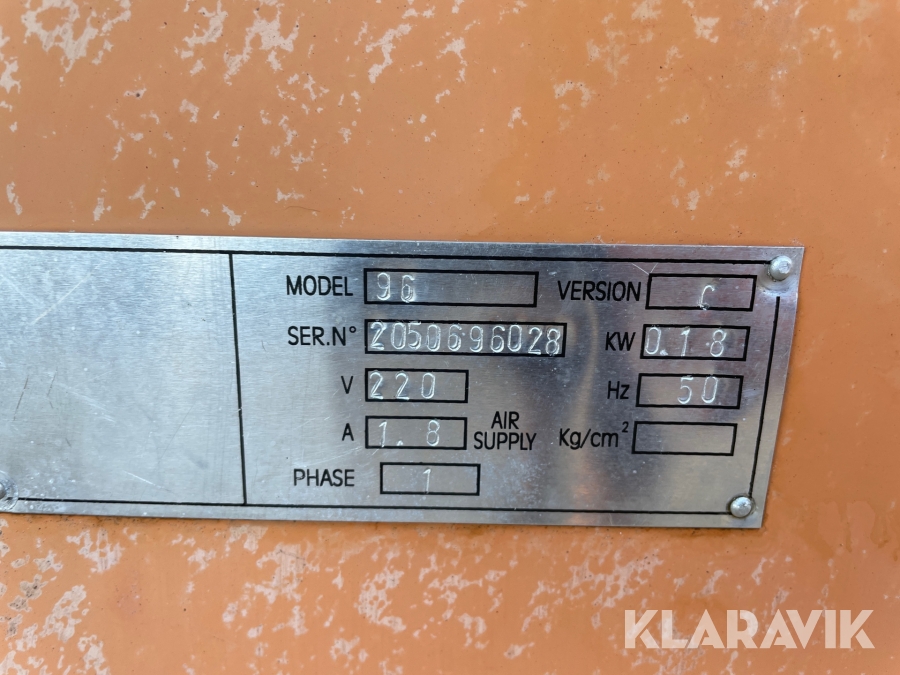 MODEL 96 VERSION C
SER.N° 2050696028 KW 0.18
V 220 Hz 50
A 1.8 AIR SUPPLY Kg/cm²
PHASE 1
KLARAVIK